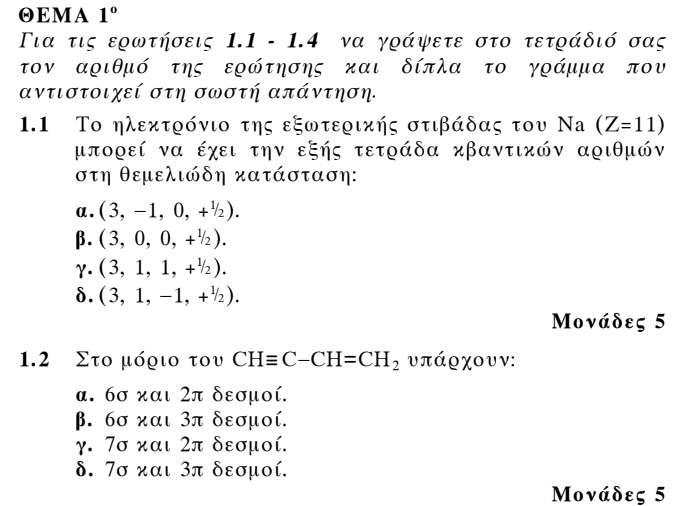 ΘΕΜΑ 1º
Για τις ερωτήσεις 1.1 - 1.4 να γράψετε στο τετράδιό σας
τον αριθμό της ερώτησης και δίπλα το γράμμα που
αντιστοιχεί στη σωστή απάντηση.
1.1 Το ηλεκτρόνιο της εξωτερικής στιβάδας του Na (Z=11)
μπορεί να έχει την εξής τετράδα κβαντικών αριθμών
στη θεμελιώδη κατάσταση:
α. (3, −1, 0, +½).
β. (3, 0, 0, +½).
γ. (3, 1, 1, +½).
δ. (3, 1, −1, +½).
Μονάδες 5
1.2 Στο μόριο του CH≡C−CH=CH₂ υπάρχουν:
α. 6σ και 2π δεσμοί.
β. 6σ και 3π δεσμοί.
γ. 7σ και 2π δεσμοί.
δ. 7σ και 3π δεσμοί.
Μονάδες 5